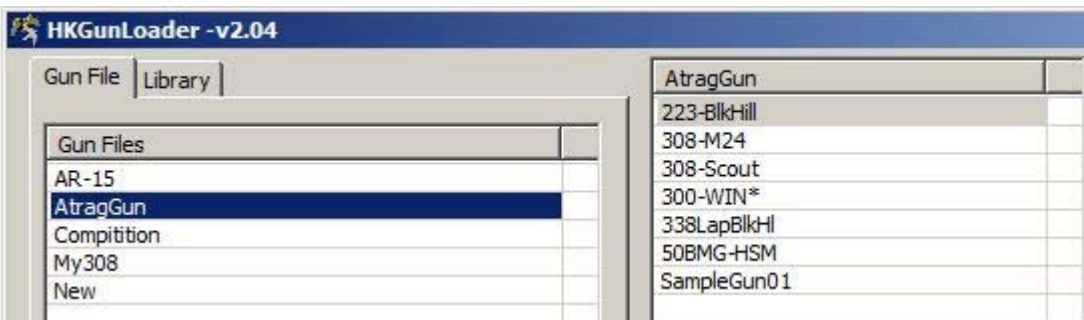 HKGunLoader -v2.04
Gun File
Library
Gun Files
AR-15
AtragGun
Compitition
My308
New
AtragGun
223-BlkHill
308-M24
308-Scout
300-WIN*
338LapBlkHl
50BMG-HSM
SampleGun01